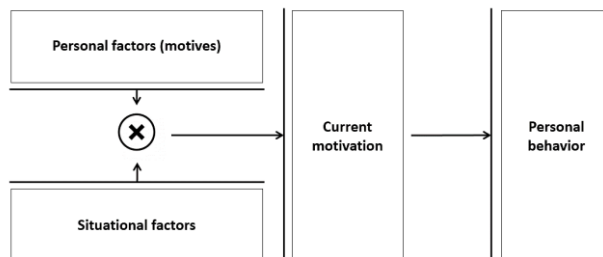 Personal factors (motives)
Current
motivation
Personal
behavior
Situational factors